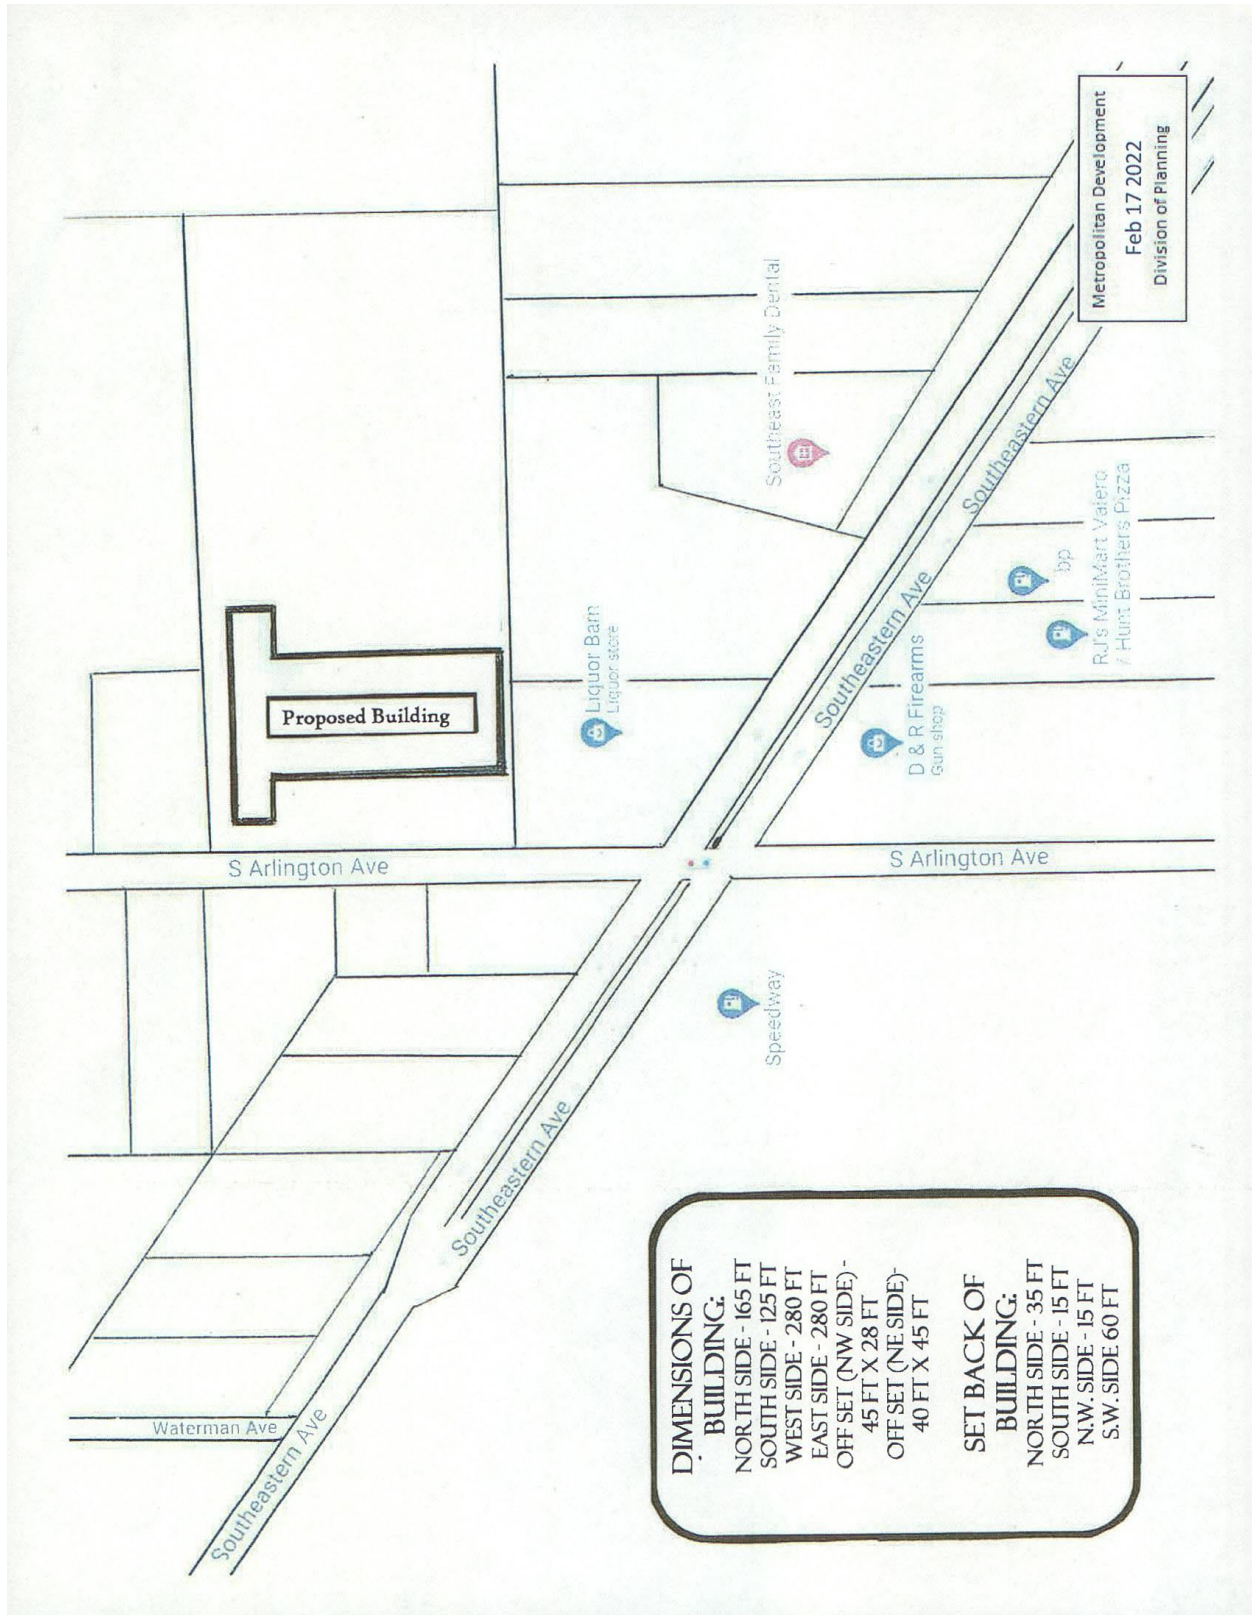 Metropolitan Development
Feb 17 2022
Division of Planning
Proposed Building
Liquor Barn
Liquor store
Southeast Family Dental
S Arlington Ave
S Arlington Ave
Southeastern Ave
Southeastern Ave
D & R Firearms
Gun shop
bp
RJ's MiniMart Valero
/ Hunt Brothers Pizza
Speedway
Southeastern Ave
Waterman Ave
Southeastern Ave
DIMENSIONS OF
BUILDING:
NORTH SIDE - 165 FT
SOUTH SIDE - 125 FT
WEST SIDE - 280 FT
EAST SIDE - 280 FT
OFF SET (NW SIDE) -
45 FT X 28 FT
OFF SET (NE SIDE)-
40 FT X 45 FT
SET BACK OF
BUILDING:
NORTH SIDE - 35 FT
SOUTH SIDE - 15 FT
N.W. SIDE - 15 FT
S.W. SIDE 60 FT